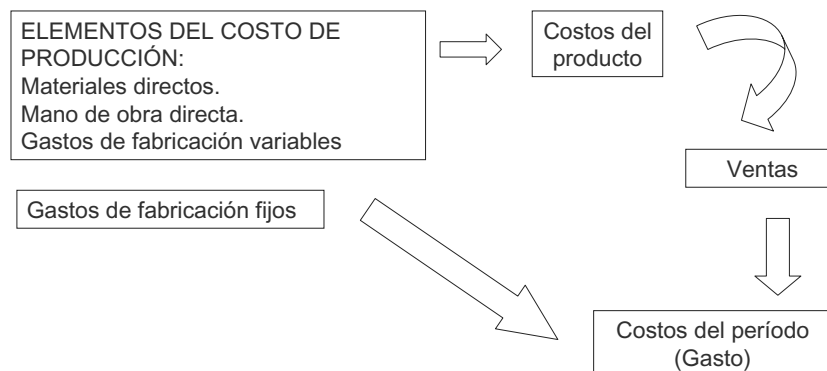 ELEMENTOS DEL COSTO DE
PRODUCCIÓN:
Materiales directos.
Mano de obra directa.
Gastos de fabricación variables
Costos del
producto
Ventas
Gastos de fabricación fijos
Costos del período
(Gasto)